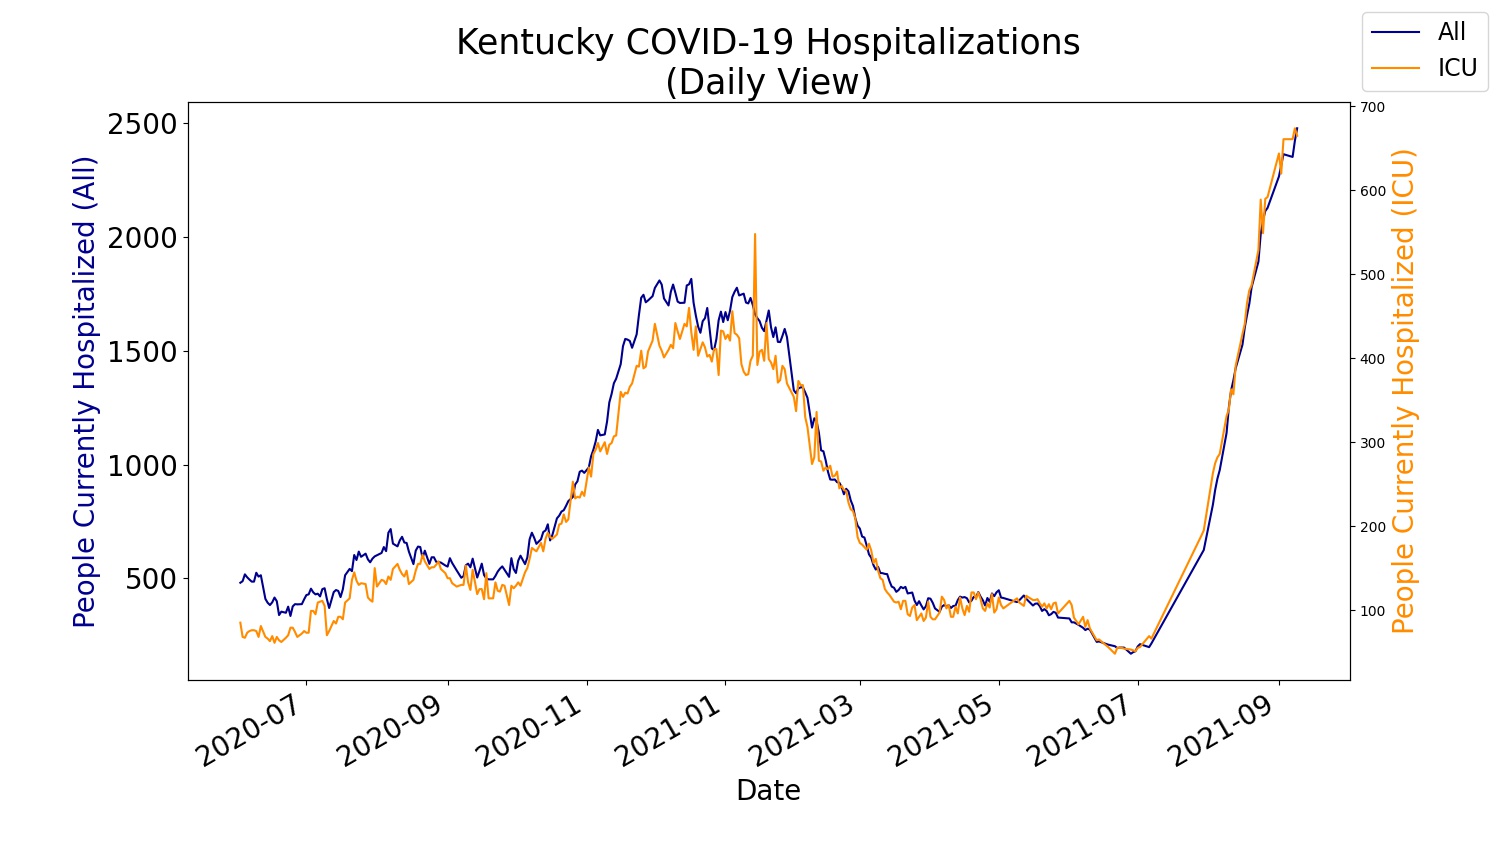 Kentucky COVID-19 Hospitalizations
(Daily View)
All
ICU
People Currently Hospitalized (All)
2500
2000
1500
1000
500
700
600
500
400
300
200
100
People Currently Hospitalized (ICU)
2020-07
2020-09
2020-11
2021-01
2021-03
2021-05
2021-07
2021-09
Date